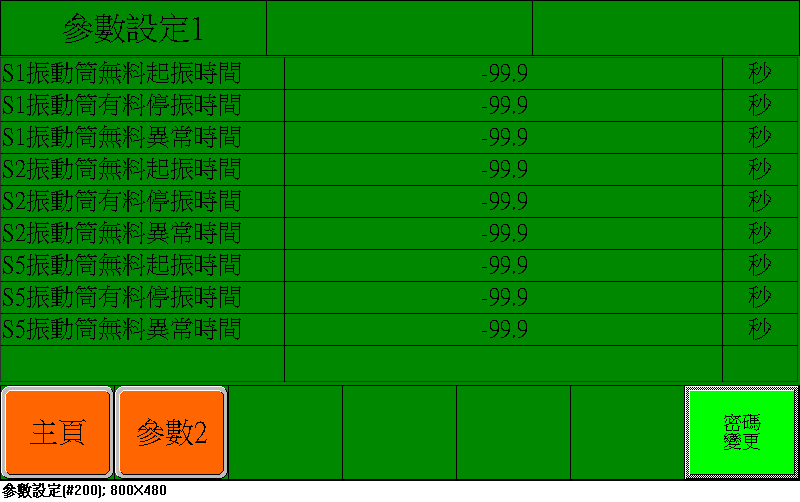 參數設定1
S1振動筒無料起振時間 -99.9 秒
S1振動筒有料停振時間 -99.9 秒
S1振動筒無料異常時間 -99.9 秒
S2振動筒無料起振時間 -99.9 秒
S2振動筒有料停振時間 -99.9 秒
S2振動筒無料異常時間 -99.9 秒
S5振動筒無料起振時間 -99.9 秒
S5振動筒有料停振時間 -99.9 秒
S5振動筒無料異常時間 -99.9 秒
主頁 參數2 密碼
變更
參數設定(#200); 800X480